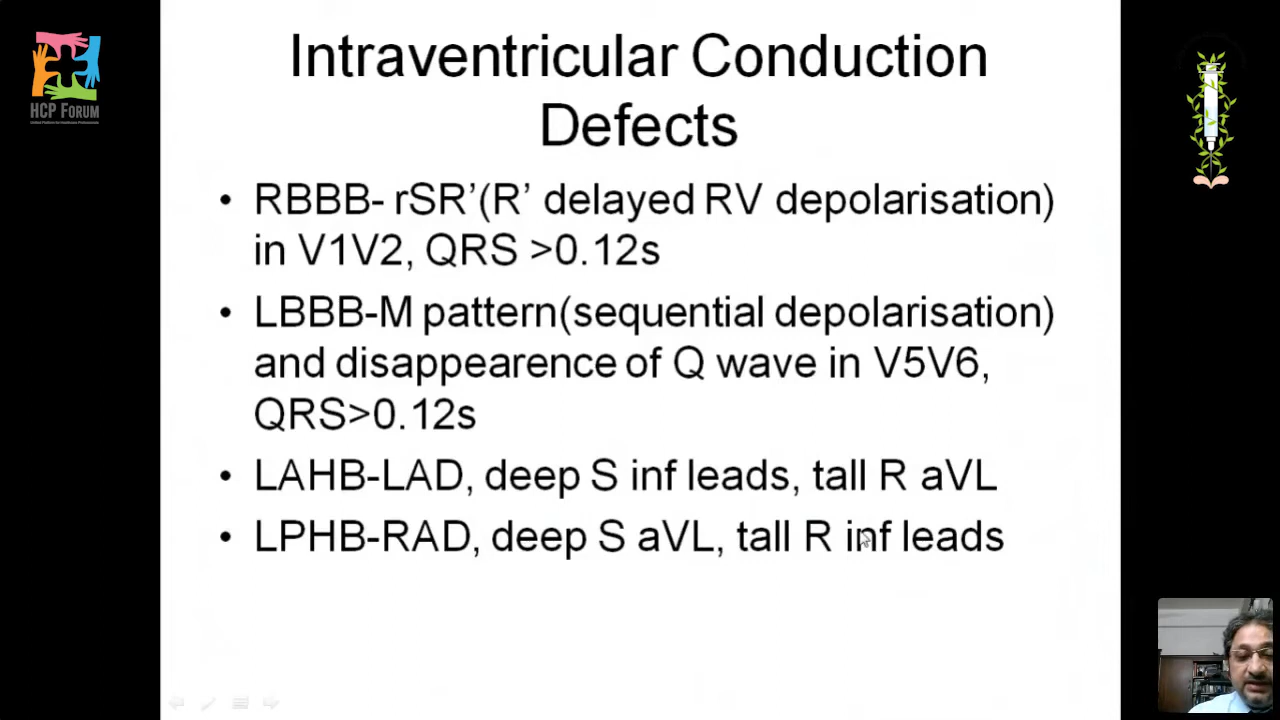 Intraventricular Conduction
Defects
• RBBB- rSR’(R’ delayed RV depolarisation)
in V1V2, QRS >0.12s
• LBBB-M pattern(sequential depolarisation)
and disappearence of Q wave in V5V6,
QRS>0.12s
• LAHB-LAD, deep S inf leads, tall R aVL
• LPHB-RAD, deep S aVL, tall R inf leads
HCP FORUM